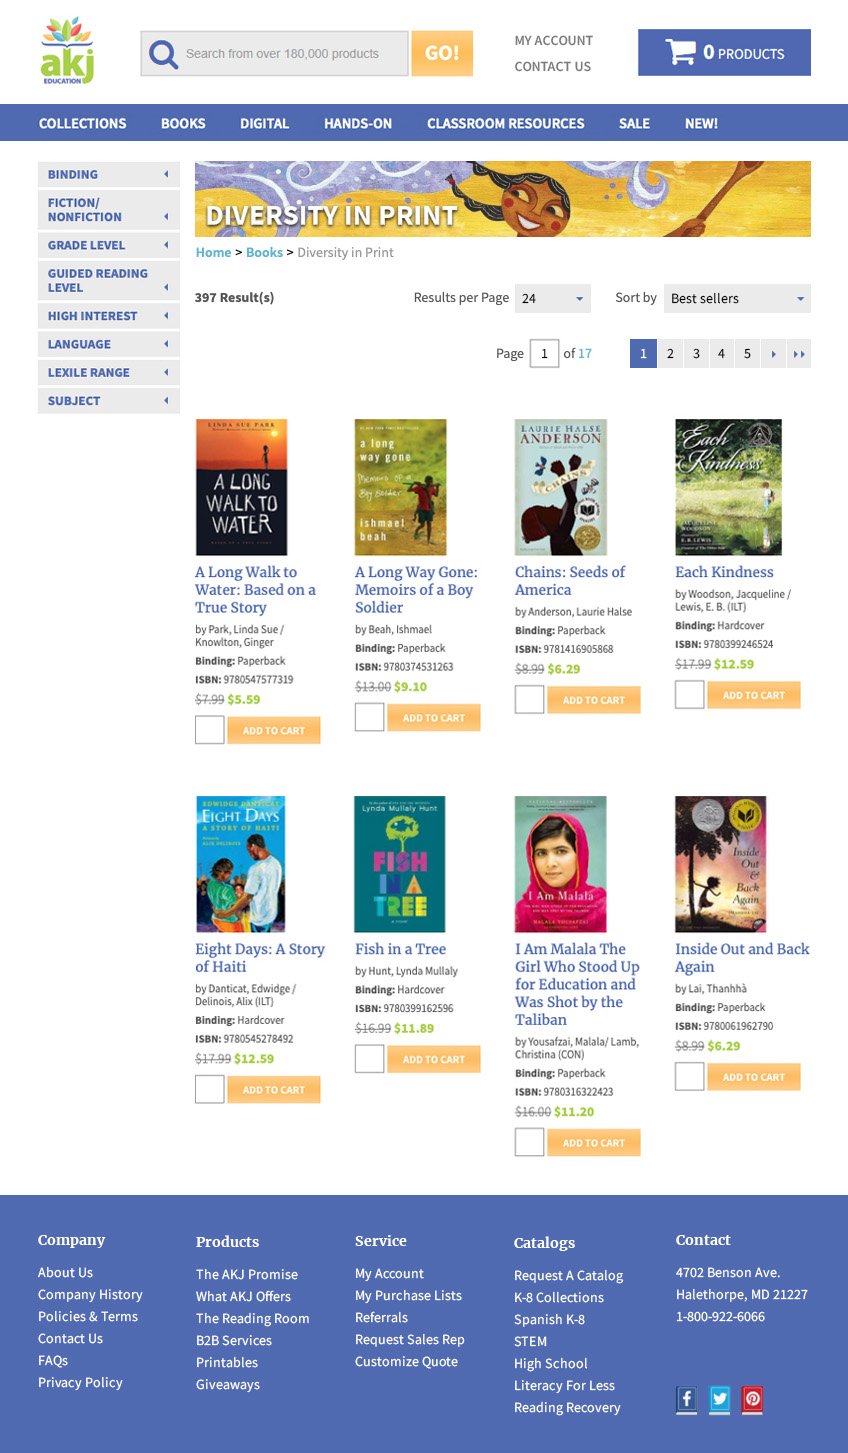 akj
EDUCATION
Search from over 180,000 products
GO!
MY ACCOUNT
CONTACT US
0 PRODUCTS
COLLECTIONS BOOKS DIGITAL HANDS-ON CLASSROOM RESOURCES SALE NEW!
BINDING
FICTION/
NONFICTION
GRADE LEVEL
GUIDED READING
LEVEL
HIGH INTEREST
LANGUAGE
LEXILE RANGE
SUBJECT
DIVERSITY IN PRINT
Home > Books > Diversity in Print
397 Result(s)
Results per Page 24
Sort by Best sellers
Page 1 of 17
1 2 3 4 5
LINDA SUE PARK
A LONG
WALK TO
WATER
A Long Walk to
Water: Based on a
True Story
by Park, Linda Sue /
Knowlton, Ginger
Binding: Paperback
ISBN: 9780547577319
$7.99 $5.59
ADD TO CART
a long
way gone
Memoirs of a
Boy Soldier
ishmael
beah
A Long Way Gone:
Memoirs of a Boy
Soldier
by Beah, Ishmael
Binding: Paperback
ISBN: 9780374531263
$13.00 $9.10
ADD TO CART
LAURIE HALSE
ANDERSON
CHAINS
Chains: Seeds of
America
by Anderson, Laurie Halse
Binding: Paperback
ISBN: 9781416905868
$8.99 $6.29
ADD TO CART
Each
Kindness
JACQUELINE
WOODSON
E. B. LEWIS
Each Kindness
by Woodson, Jacqueline /
Lewis, E. B. (ILT)
Binding: Hardcover
ISBN: 9780399246524
$17.99 $12.59
ADD TO CART
EDWIDGE DANTICAT
EIGHT DAYS
A STORY OF HAITI
ALIX DELINOIS
Eight Days: A Story
of Haiti
by Danticat, Edwidge /
Delinois, Alix (ILT)
Binding: Hardcover
ISBN: 9780545278492
$17.99 $12.59
ADD TO CART
Lynda Mullaly Hunt
FISH
IN A
TREE
Fish in a Tree
by Hunt, Lynda Mullaly
Binding: Hardcover
ISBN: 9780399162596
$16.99 $11.89
ADD TO CART
I Am Malala
MALALA YOUSAFZAI
I Am Malala The
Girl Who Stood Up
for Education and
Was Shot by the
Taliban
by Yousafzai, Malala/ Lamb,
Christina (CON)
Binding: Paperback
ISBN: 9780316322423
$16.00 $11.20
ADD TO CART
Inside
Out
&
Back
Again
Inside Out and Back
Again
by Lai, Thanhhà
Binding: Paperback
ISBN: 9780061962790
$8.99 $6.29
ADD TO CART
Company
About Us
Company History
Policies & Terms
Contact Us
FAQs
Privacy Policy
Products
The AKJ Promise
What AKJ Offers
The Reading Room
B2B Services
Printables
Giveaways
Service
My Account
My Purchase Lists
Referrals
Request Sales Rep
Customize Quote
Catalogs
Request A Catalog
K-8 Collections
Spanish K-8
STEM
High School
Literacy For Less
Reading Recovery
Contact
4702 Benson Ave.
Halethorpe, MD 21227
1-800-922-6066